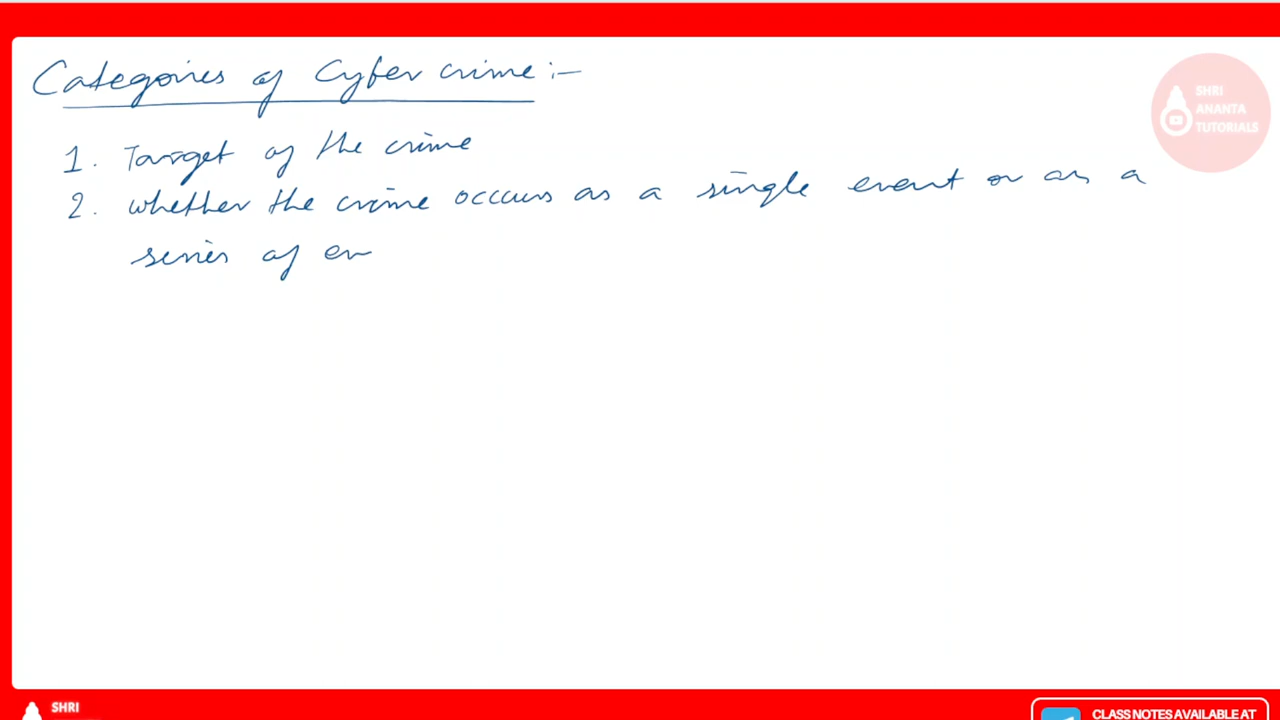 Categories of Cyber crime :-
1. Target of the crime
2. whether the crime occurs as a single event or as a
series of ev
SHRI
ANANTA
TUTORIALS
SHRI
CLASS NOTES AVAILABLE AT